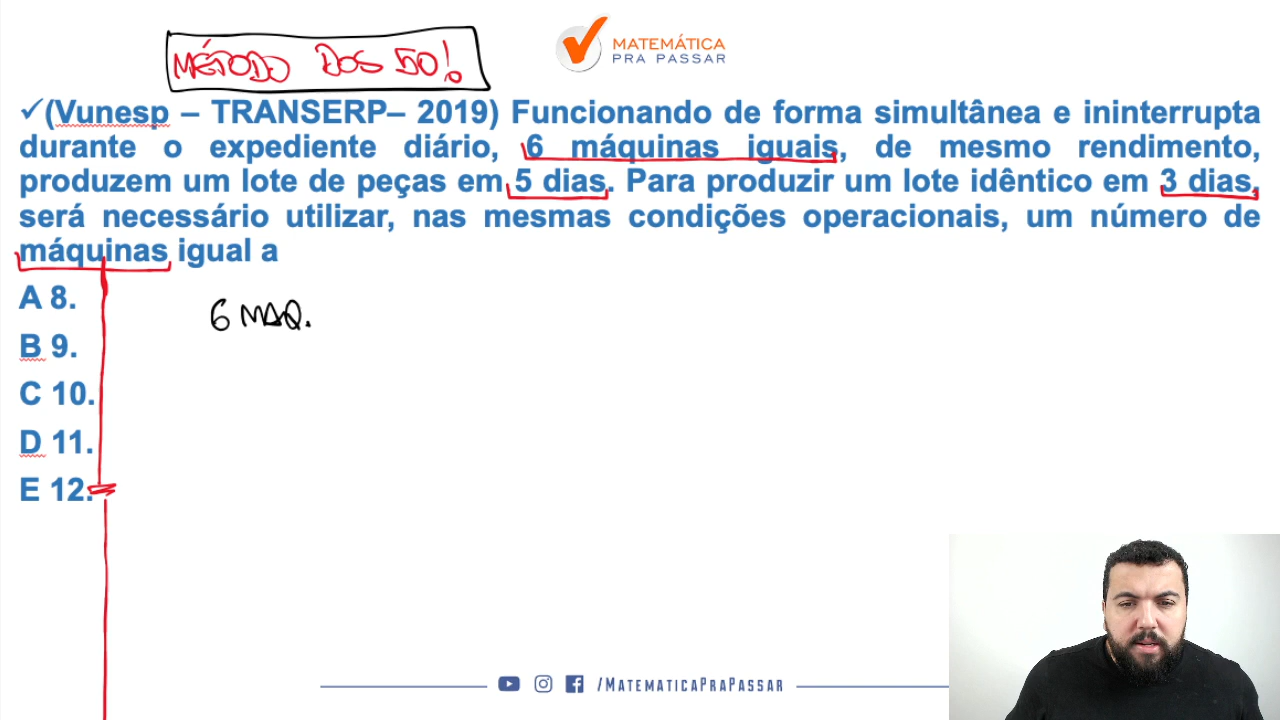 MÉTODO DOS 50!
MATEMÁTICA
PRA PASSAR
✓(Vunesp – TRANSERP– 2019) Funcionando de forma simultânea e ininterrupta
durante o expediente diário, 6 máquinas iguais, de mesmo rendimento,
produzem um lote de peças em 5 dias. Para produzir um lote idêntico em 3 dias,
será necessário utilizar, nas mesmas condições operacionais, um número de
máquinas igual a
A 8.
6 MAQ.
B 9.
C 10.
D 11.
E 12.
/MATEMATICAPRAPASSAR